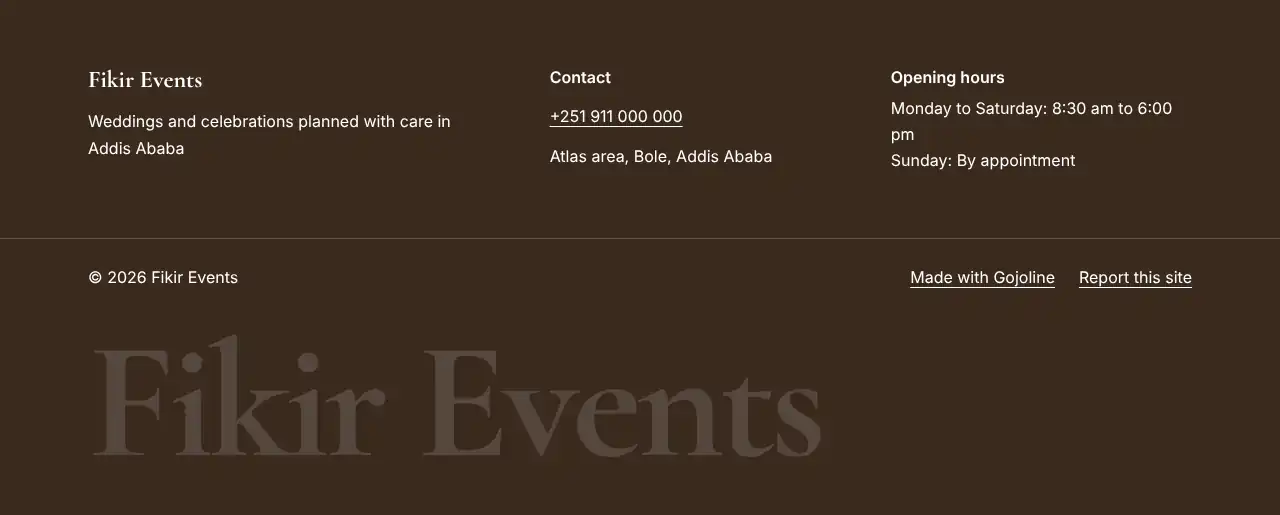 Fikir Events
Weddings and celebrations planned with care in
Addis Ababa
Contact
+251 911 000 000
Atlas area, Bole, Addis Ababa
Opening hours
Monday to Saturday: 8:30 am to 6:00
pm
Sunday: By appointment
© 2026 Fikir Events
Made with Gojoline
Report this site
Fikir Events